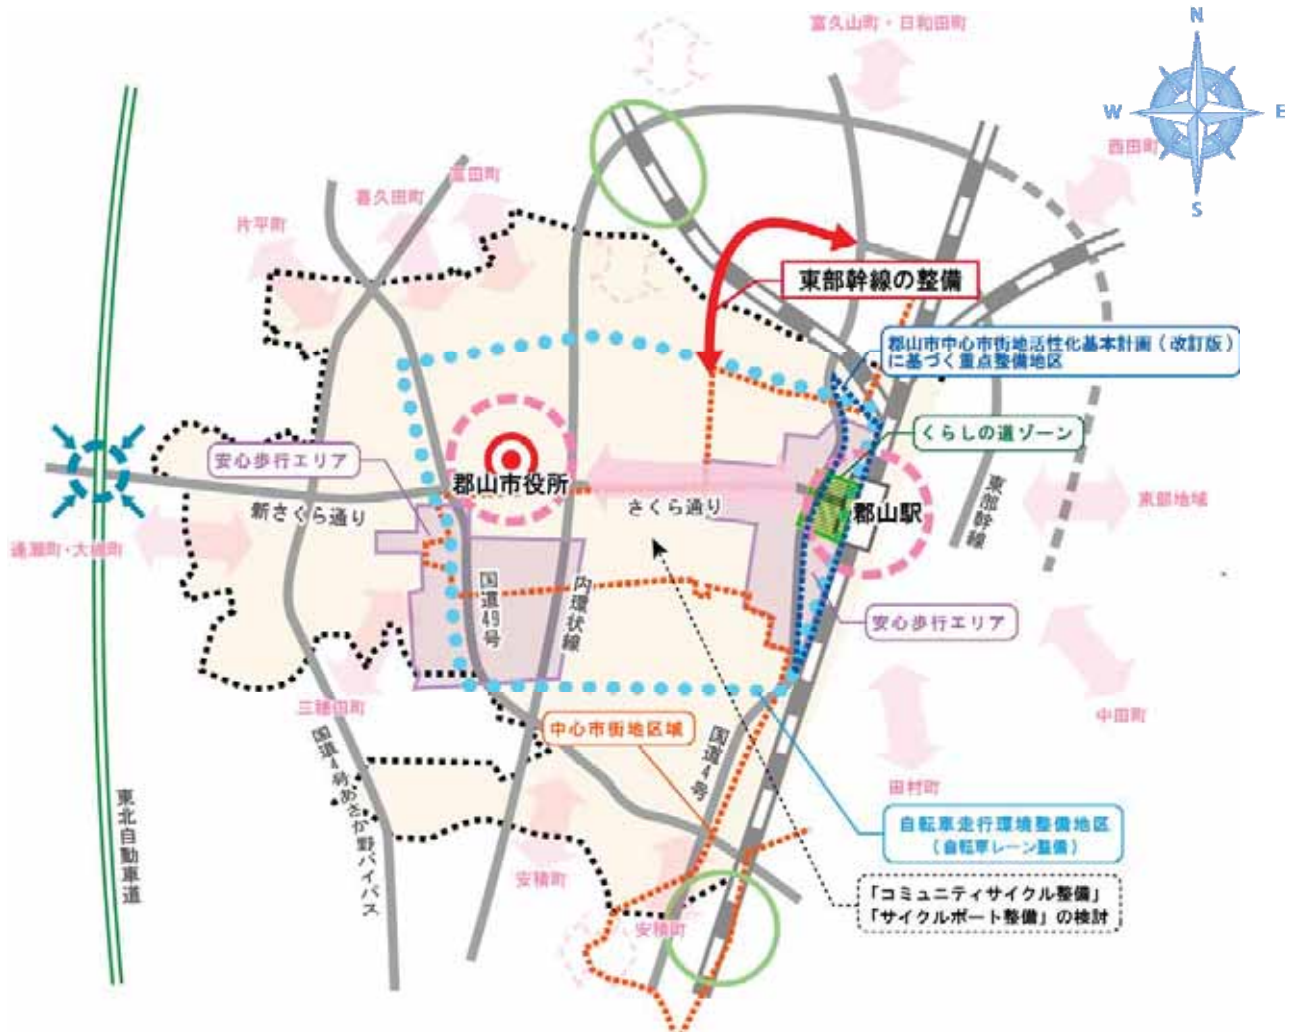 N
富久山町・日和田町
W
E
西田町
S
富田町
喜久田町
片平町
東部幹線の整備
郡山市中心市街地活性化基本計画(改訂版)
に基づく重点整備地区
くらしの道ゾーン
安心歩行エリア
郡山市役所
さくら通り
郡山駅
東部幹線
東部地域
新さくら通り
逢瀬町・大槻町
国道49号
内環状線
安心歩行エリア
三穂田町
中心市街地区域
国道4号
中田町
田村町
国道4号あさか野バイパス
東北自動車道
自転車走行環境整備地区
(自転車レーン整備)
安積町
「コミュニティサイクル整備」
「サイクルポート整備」の検討
安積町